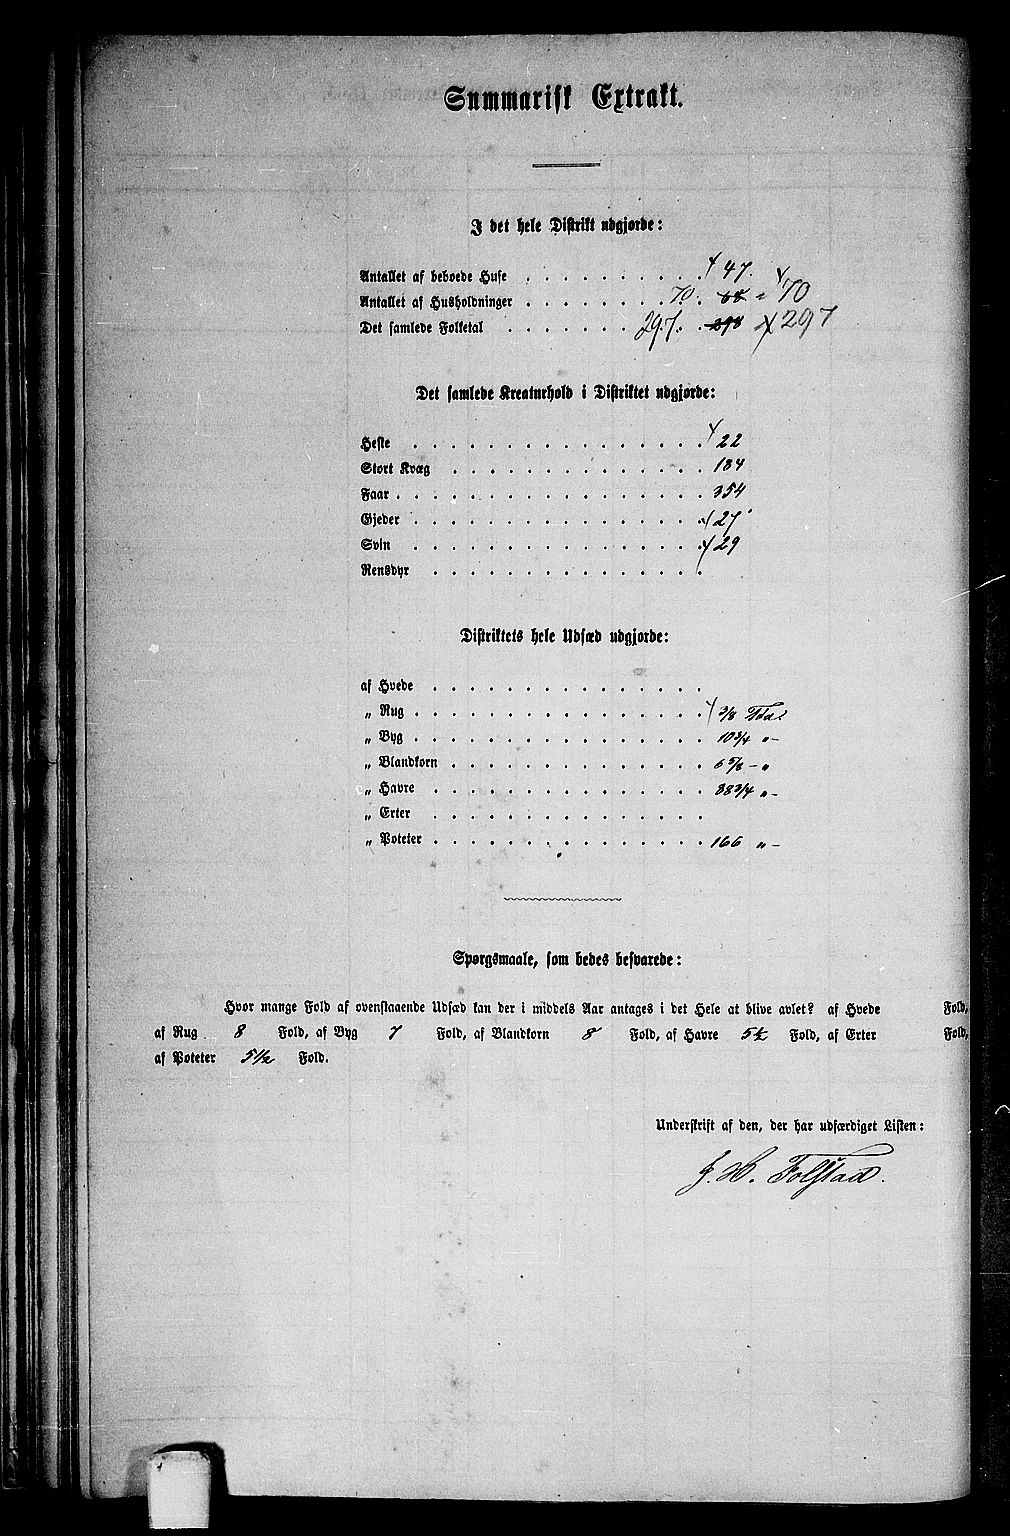 Summarisk Extrakt.
I det hele Distrikt udgjorde:
Antallet af beboede Huse . . . . . . . . . . 47.
Antallet af Husholdninger . . . . . . . . 70. 68 = 70
Det samlede Folketal . . . . . . . 297. 298 297
Det samlede Kreaturhold i Distriktet udgjorde:
Heste . . . . . . . . . . . . . . . . 22
Stort Kvæg . . . . . . . . . . . . . . 184
Faar . . . . . . . . . . . . . . . . . 354
Gjeder . . . . . . . . . . . . . . . . 27
Svin . . . . . . . . . . . . . . . . 29
Rensdyr . . . . . . . . . . . . . . .
Distriktets hele Udsæd udgjorde:
af Hvede . . . . . . . . . . . . . . .
„ Rug . . . . . . . . . . . . . . . . 3/8 Tdr
„ Byg . . . . . . . . . . . . . . . . 10 3/4 „ –
„ Blandkorn . . . . . . . . . . . . . . 6 5/8 – „
„ Havre . . . . . . . . . . . . . . . 88 3/4 „ –
„ Erter . . . . . . . . . . . . . . .
„ Poteter . . . . . . . . . . . . . . . 166 „ –
Spørgsmaale, som bedes besvarede:
Hvor mange Fold af ovenstaaende Udsæd kan der i middels Aar antages i det Hele at blive avlet? af Hvede Fold,
af Rug 8 Fold, af Byg 7 Fold, af Blandkorn 8 Fold, af Havre 5 1/2 Fold, af Erter Fold,
af Poteter 5 1/2 Fold.
Underskrift af den, der har udfærdiget Listen:
J. H. Folstad.